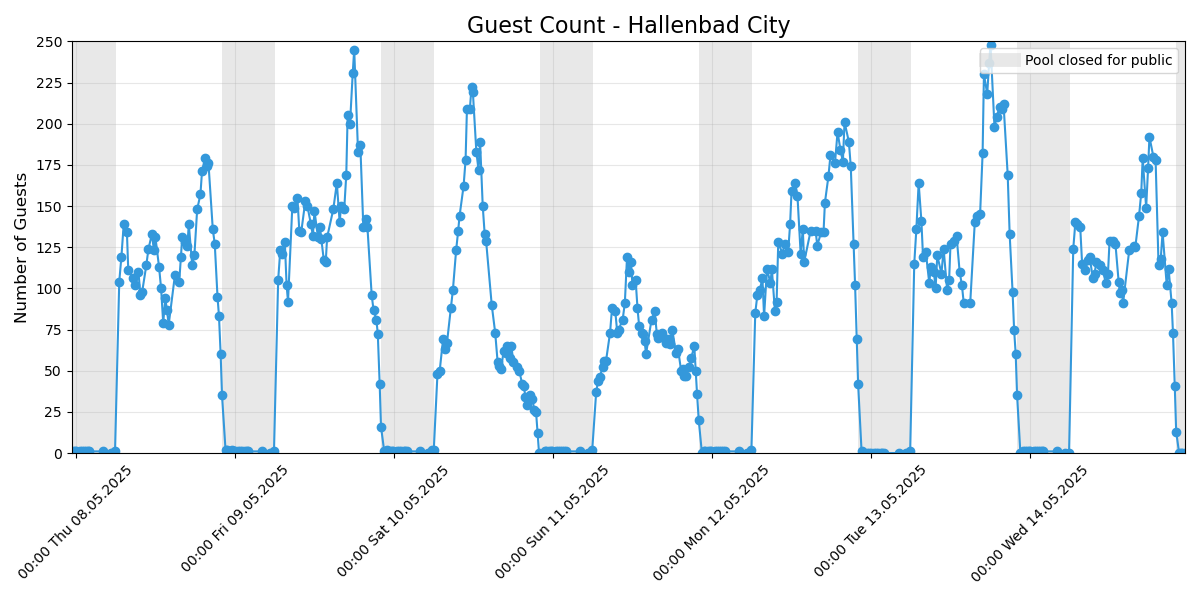 Guest Count - Hallenbad City
Pool closed for public
Number of Guests
250
225
200
175
150
125
100
75
50
25
0
00:00 Thu 08.05.2025
00:00 Fri 09.05.2025
00:00 Sat 10.05.2025
00:00 Sun 11.05.2025
00:00 Mon 12.05.2025
00:00 Tue 13.05.2025
00:00 Wed 14.05.2025